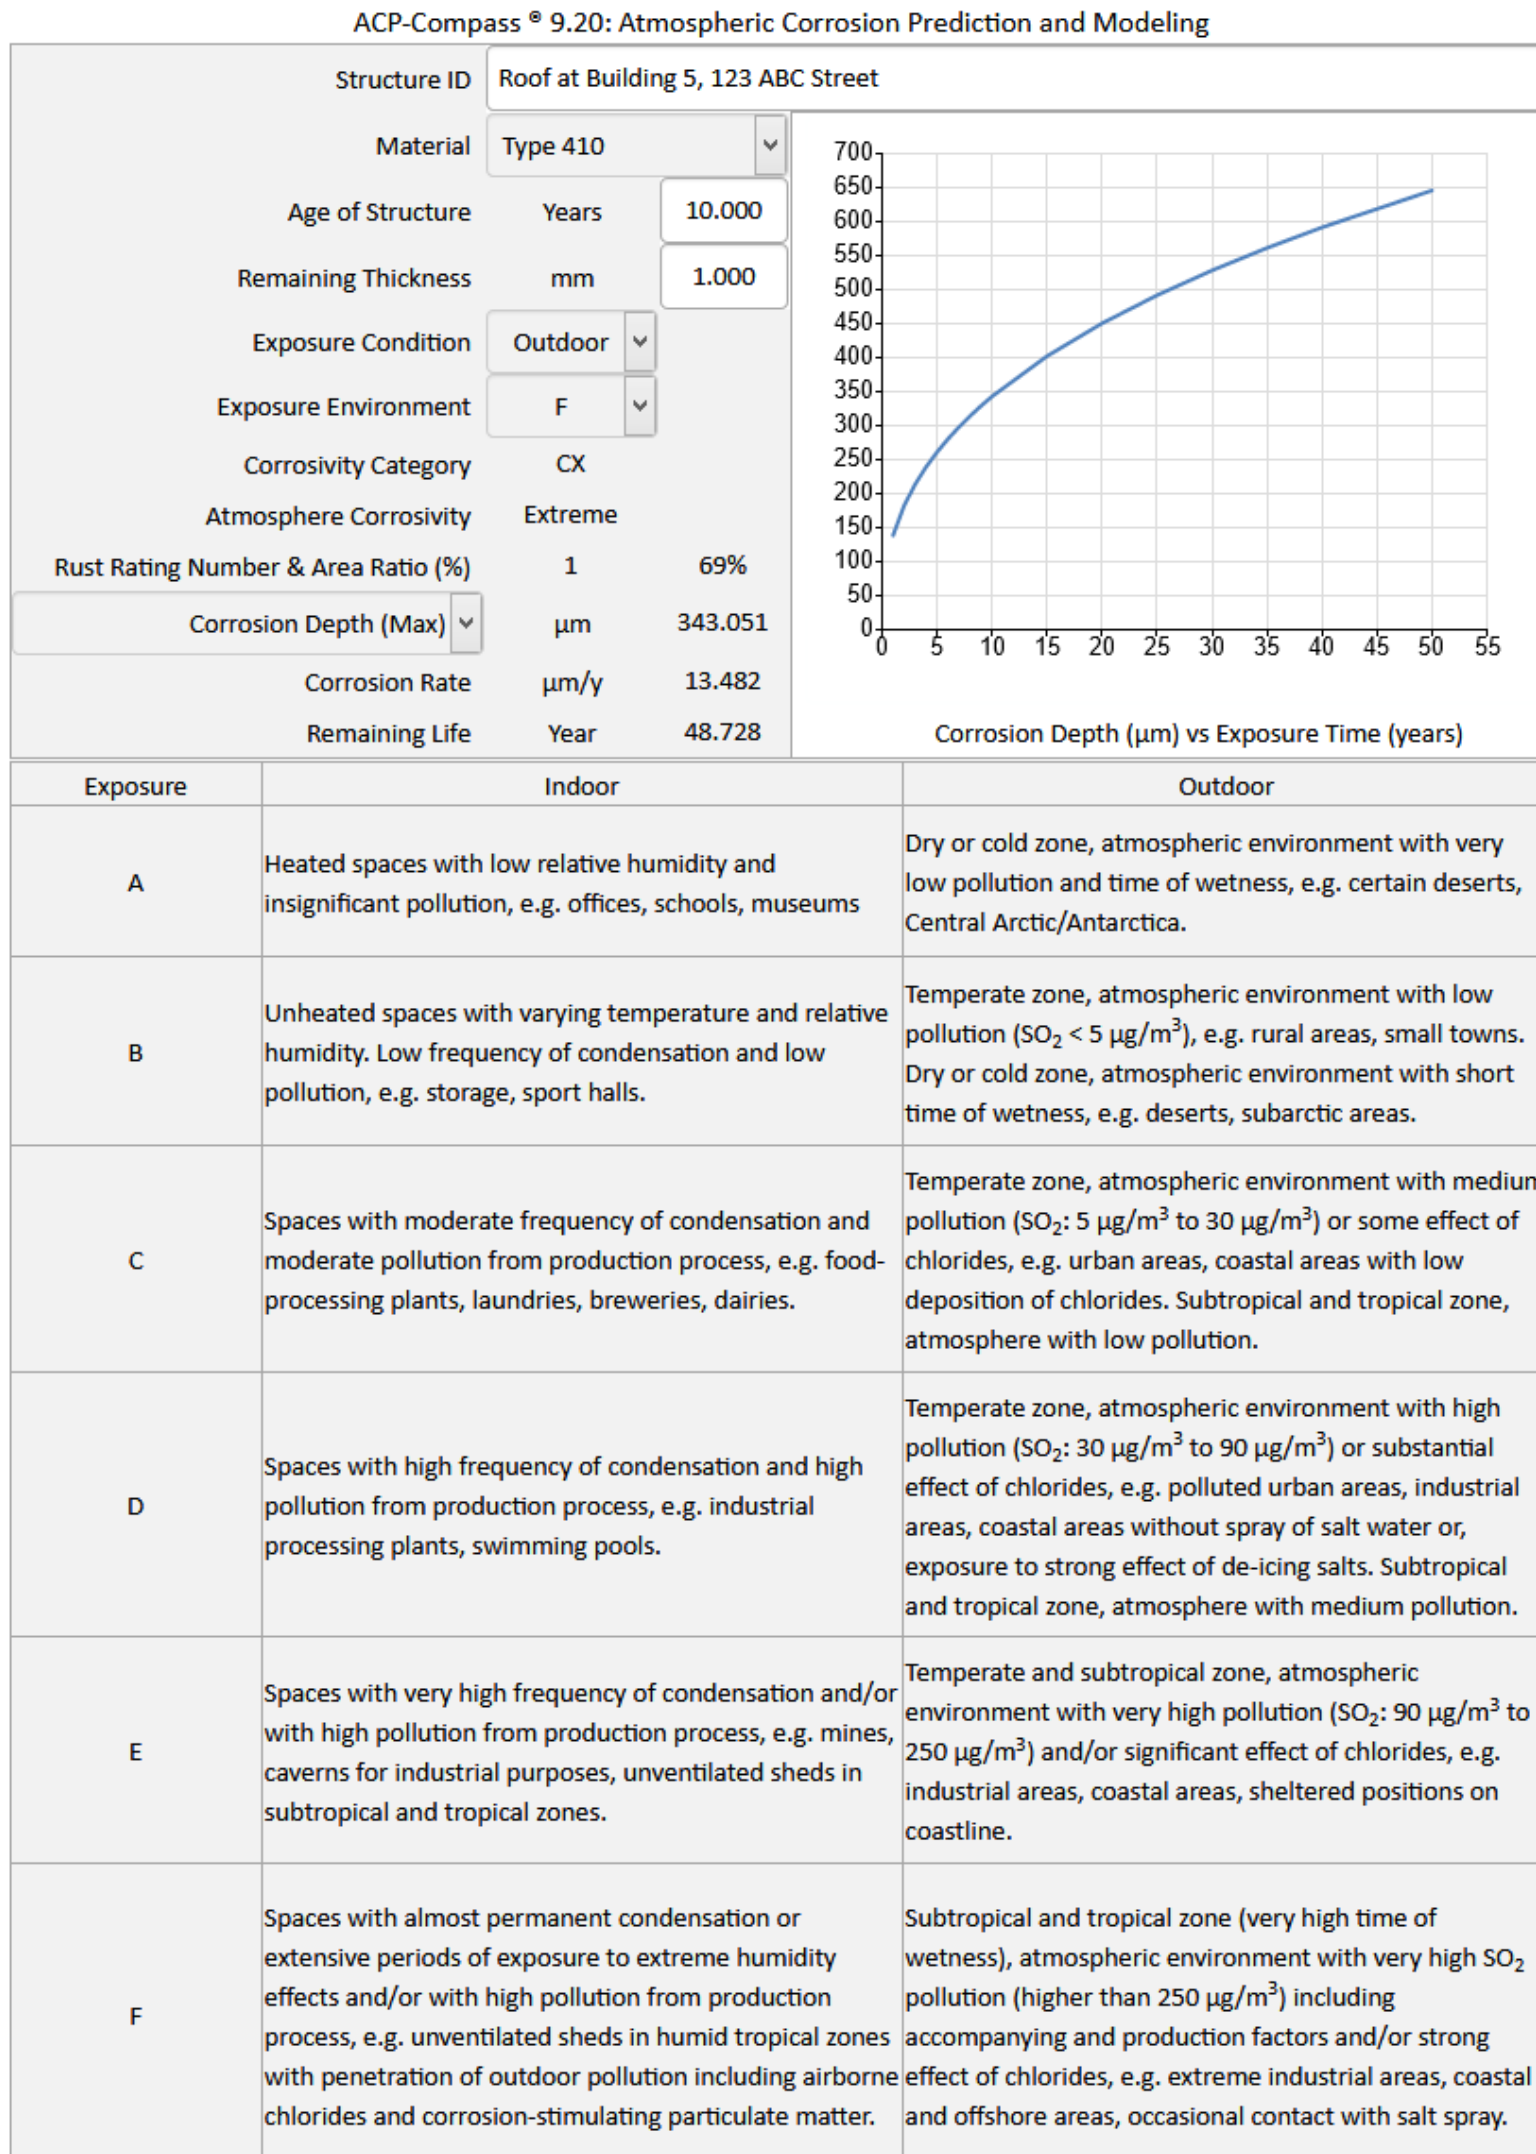 ACP-Compass ® 9.20: Atmospheric Corrosion Prediction and Modeling
Structure ID Roof at Building 5, 123 ABC Street
Material Type 410
Age of Structure Years 10.000
Remaining Thickness mm 1.000
Exposure Condition Outdoor
Exposure Environment F
Corrosivity Category CX
Atmosphere Corrosivity Extreme
Rust Rating Number & Area Ratio (%) 1 69%
Corrosion Depth (Max) µm 343.051
Corrosion Rate µm/y 13.482
Remaining Life Year 48.728
700
650
600
550
500
450
400
350
300
250
200
150
100
50
0
0 5 10 15 20 25 30 35 40 45 50 55
Corrosion Depth (µm) vs Exposure Time (years)
Exposure Indoor Outdoor
A
Heated spaces with low relative humidity and
insignificant pollution, e.g. offices, schools, museums
Dry or cold zone, atmospheric environment with very
low pollution and time of wetness, e.g. certain deserts,
Central Arctic/Antarctica.
B
Unheated spaces with varying temperature and relative
humidity. Low frequency of condensation and low
pollution, e.g. storage, sport halls.
Temperate zone, atmospheric environment with low
pollution (SO₂ < 5 µg/m³), e.g. rural areas, small towns.
Dry or cold zone, atmospheric environment with short
time of wetness, e.g. deserts, subarctic areas.
C
Spaces with moderate frequency of condensation and
moderate pollution from production process, e.g. food-
processing plants, laundries, breweries, dairies.
Temperate zone, atmospheric environment with medium
pollution (SO₂: 5 µg/m³ to 30 µg/m³) or some effect of
chlorides, e.g. urban areas, coastal areas with low
deposition of chlorides. Subtropical and tropical zone,
atmosphere with low pollution.
D
Spaces with high frequency of condensation and high
pollution from production process, e.g. industrial
processing plants, swimming pools.
Temperate zone, atmospheric environment with high
pollution (SO₂: 30 µg/m³ to 90 µg/m³) or substantial
effect of chlorides, e.g. polluted urban areas, industrial
areas, coastal areas without spray of salt water or,
exposure to strong effect of de-icing salts. Subtropical
and tropical zone, atmosphere with medium pollution.
E
Spaces with very high frequency of condensation and/or
with high pollution from production process, e.g. mines,
caverns for industrial purposes, unventilated sheds in
subtropical and tropical zones.
Temperate and subtropical zone, atmospheric
environment with very high pollution (SO₂: 90 µg/m³ to
250 µg/m³) and/or significant effect of chlorides, e.g.
industrial areas, coastal areas, sheltered positions on
coastline.
F
Spaces with almost permanent condensation or
extensive periods of exposure to extreme humidity
effects and/or with high pollution from production
process, e.g. unventilated sheds in humid tropical zones
with penetration of outdoor pollution including airborne
chlorides and corrosion-stimulating particulate matter.
Subtropical and tropical zone (very high time of
wetness), atmospheric environment with very high SO₂
pollution (higher than 250 µg/m³) including
accompanying and production factors and/or strong
effect of chlorides, e.g. extreme industrial areas, coastal
and offshore areas, occasional contact with salt spray.